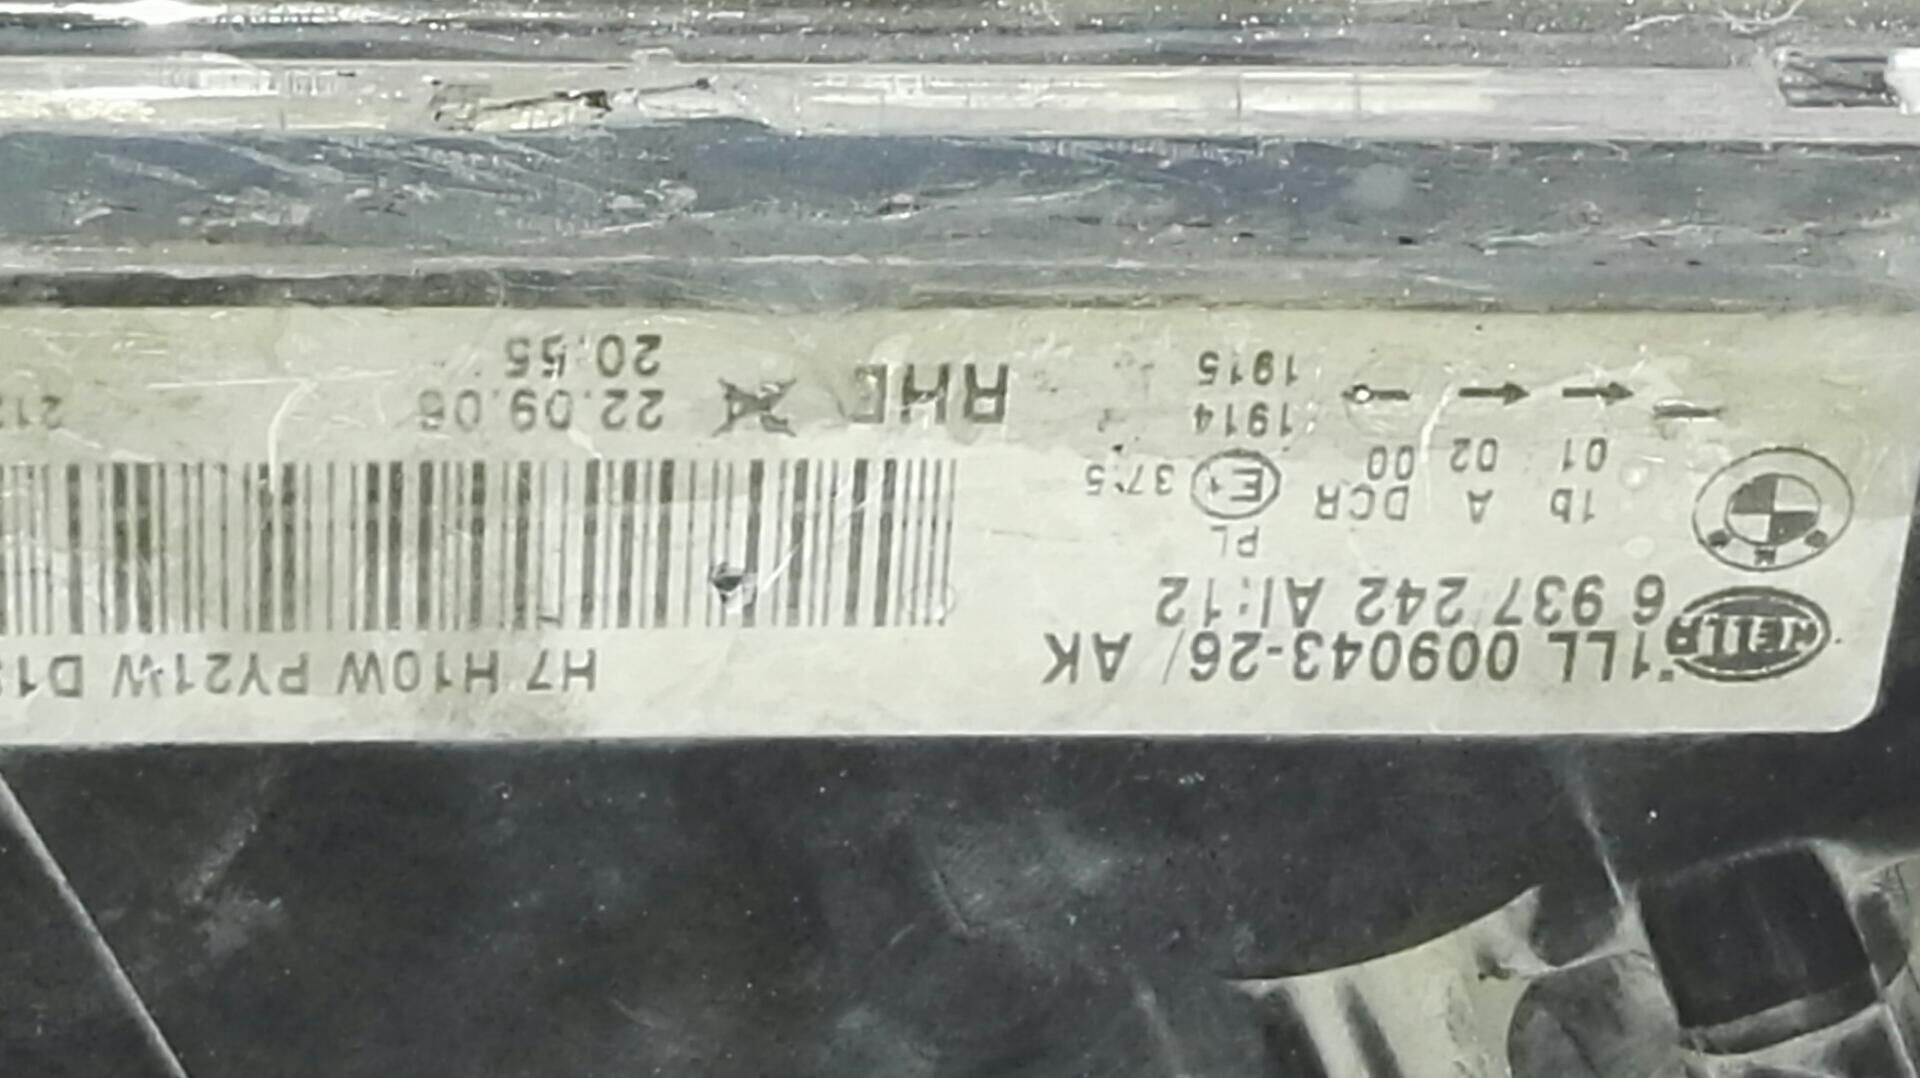 HELLA 1LL 009043-26/ AK
6 937 242 AI:12
H7 H10W PY21W
PL
BMW 1b A DCR E1 37.5
01 02 00 1914
1915
22.09.06
20:55